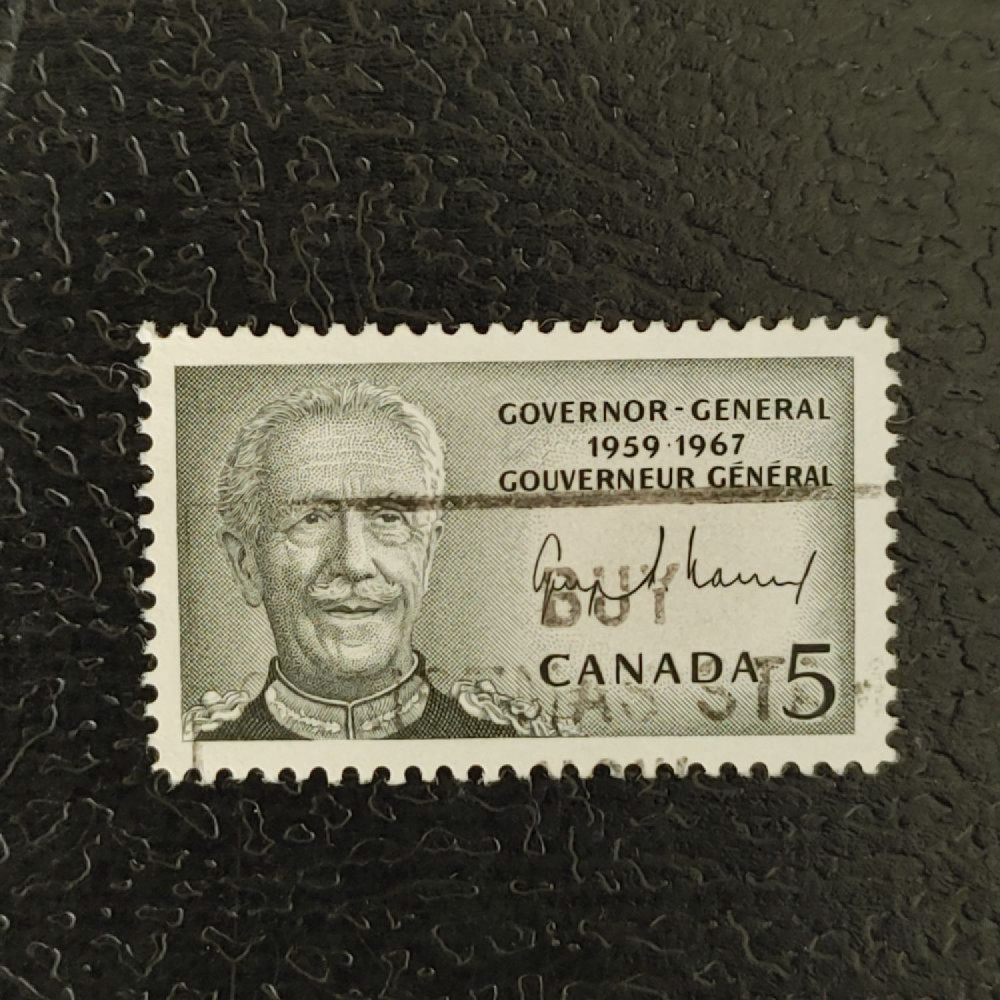 GOVERNOR-GENERAL
1959·1967
GOUVERNEUR GÉNÉRAL
BUY
CANADA 5